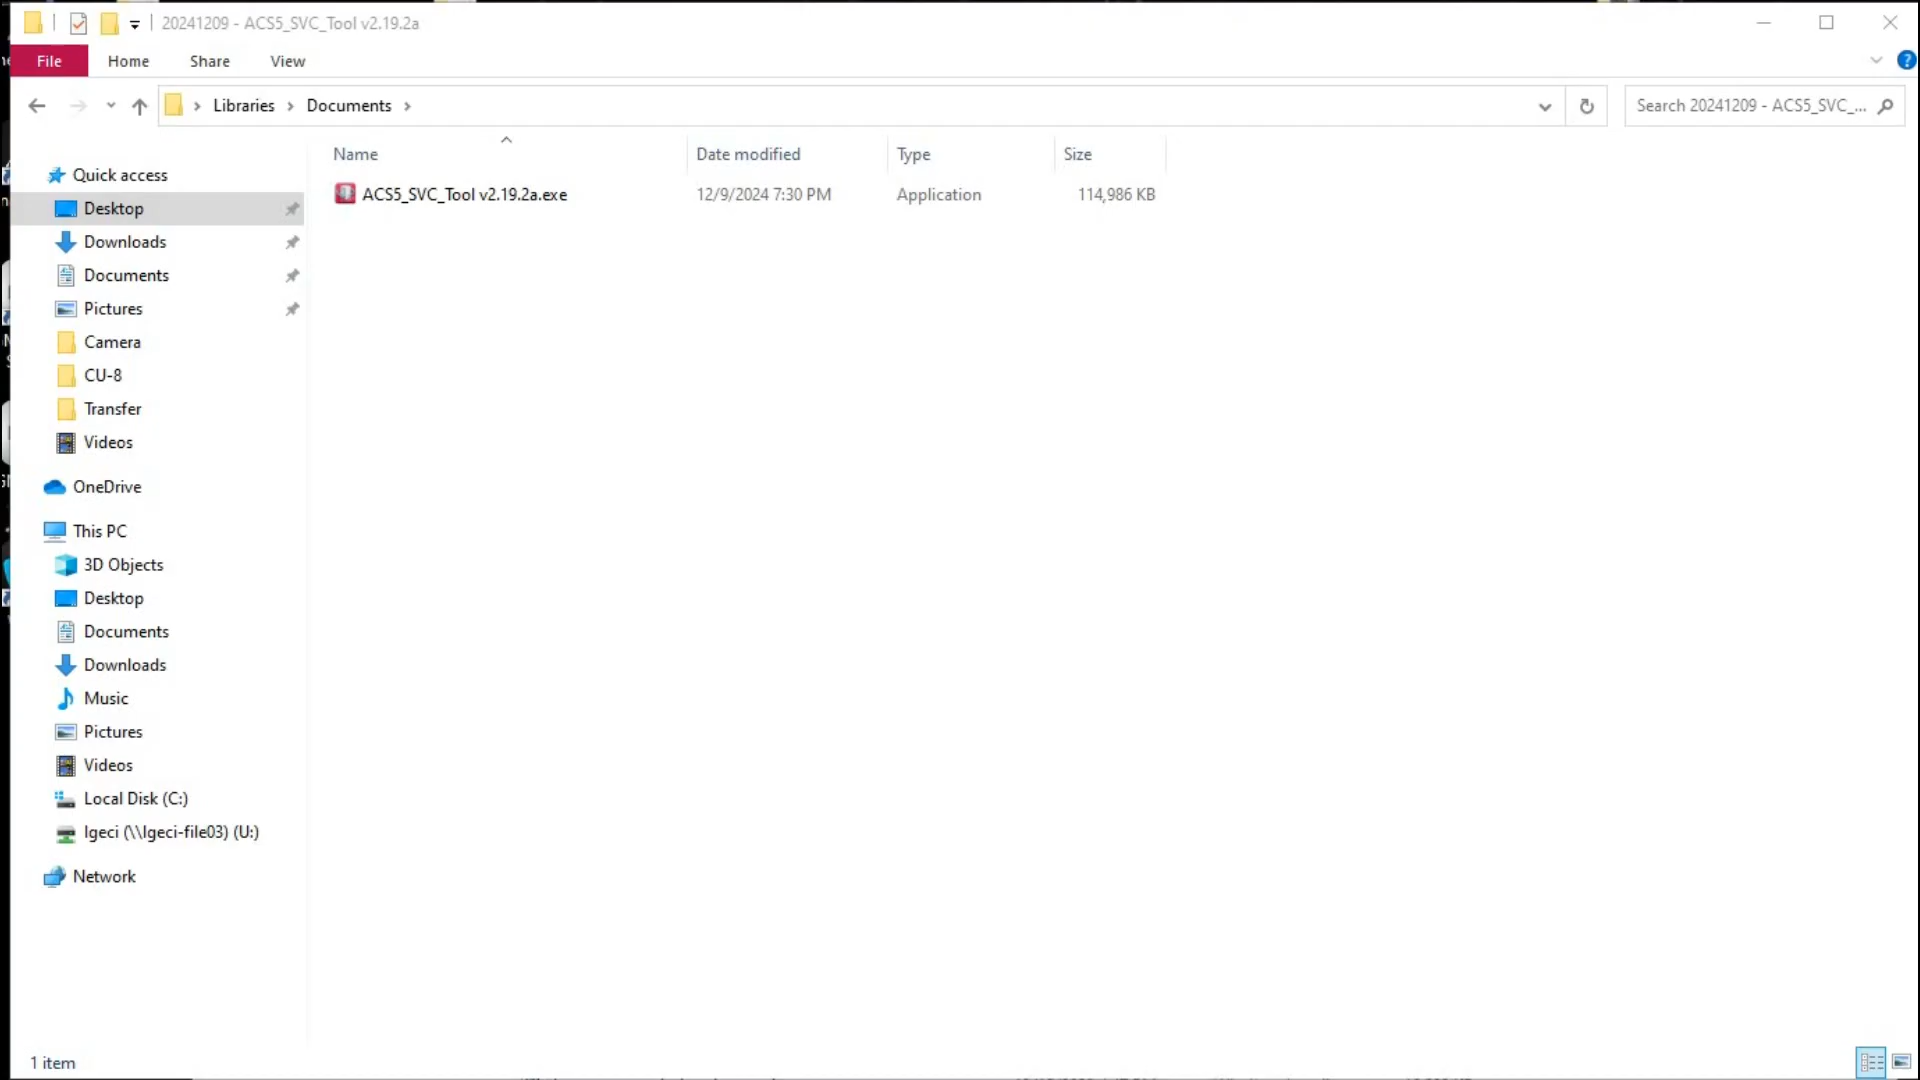 20241209 - ACS5_SVC_Tool v2.19.2a
File Home Share View
Libraries Documents
Search 20241209 - ACS5_SVC_...
Name Date modified Type Size
ACS5_SVC_Tool v2.19.2a.exe 12/9/2024 7:30 PM Application 114,986 KB
Quick access
Desktop
Downloads
Documents
Pictures
Camera
CU-8
Transfer
Videos
OneDrive
This PC
3D Objects
Desktop
Documents
Downloads
Music
Pictures
Videos
Local Disk (C:)
lgeci (\\lgeci-file03) (U:)
Network
1 item